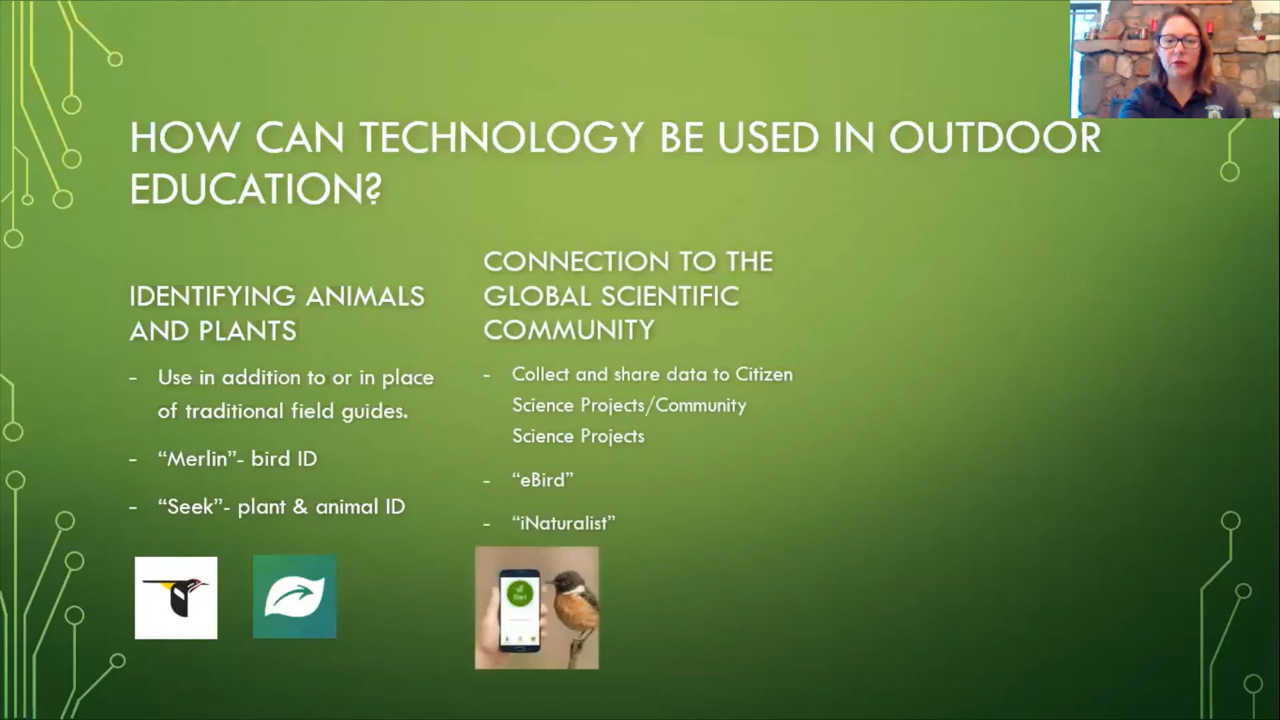 HOW CAN TECHNOLOGY BE USED IN OUTDOOR
EDUCATION?
IDENTIFYING ANIMALS
AND PLANTS
- Use in addition to or in place
of traditional field guides.
- “Merlin”- bird ID
- “Seek”- plant & animal ID
CONNECTION TO THE
GLOBAL SCIENTIFIC
COMMUNITY
- Collect and share data to Citizen
Science Projects/Community
Science Projects
- “eBird”
- “iNaturalist”